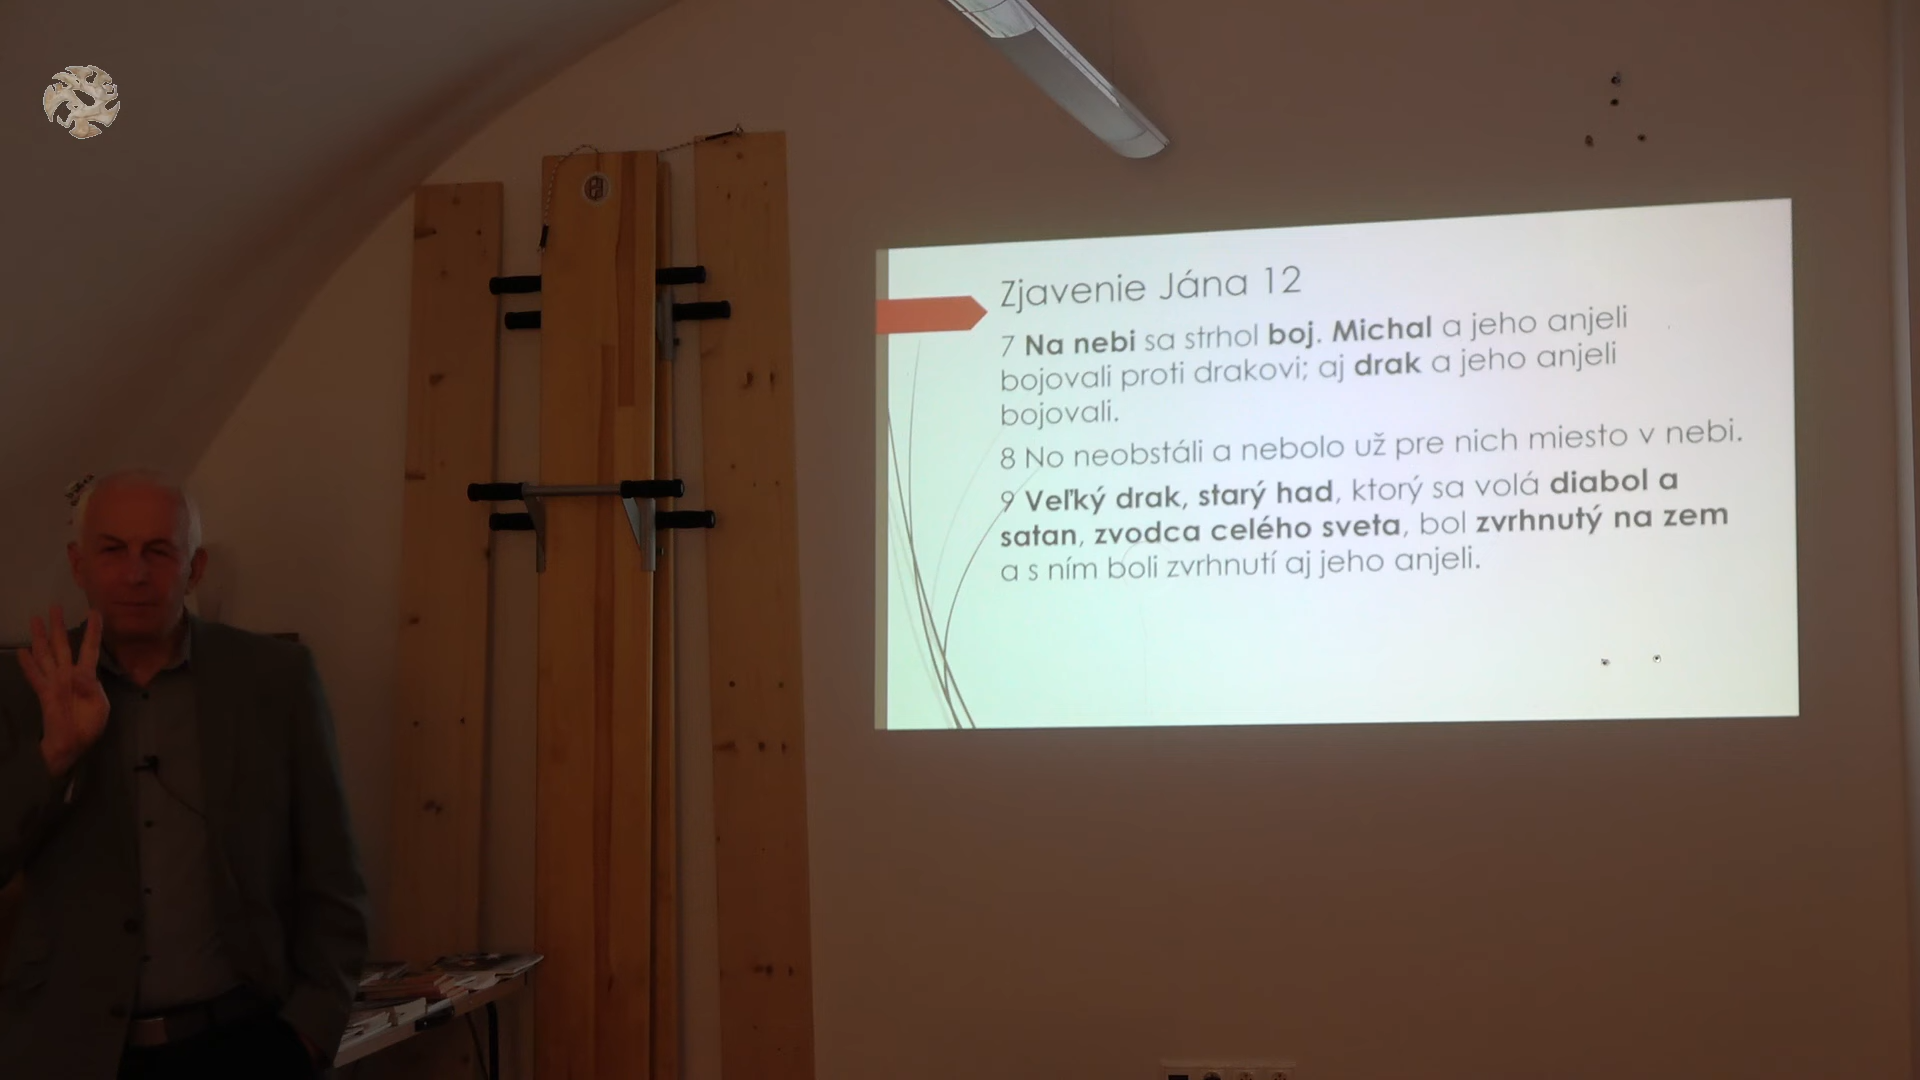 Zjavenie Jána 12
7 Na nebi sa strhol boj. Michal a jeho anjeli
bojovali proti drakovi; aj drak a jeho anjeli
bojovali.
8 No neobstáli a nebolo už pre nich miesto v nebi.
9 Veľký drak, starý had, ktorý sa volá diabol a
satan, zvodca celého sveta, bol zvrhnutý na zem
a s ním boli zvrhnutí aj jeho anjeli.